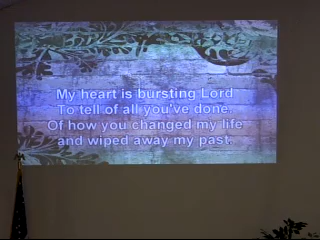 My heart is bursting Lord
To tell of all you've done.
Of how you changed my life
and wiped away my past.